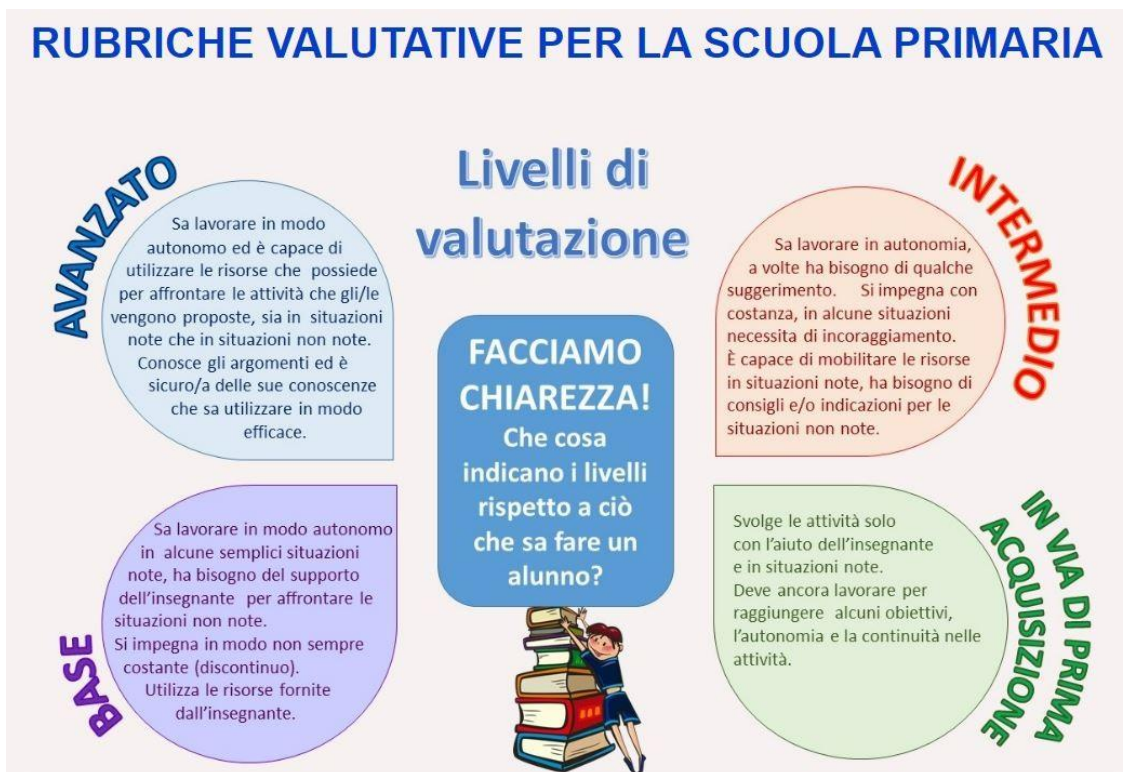 RUBRICHE VALUTATIVE PER LA SCUOLA PRIMARIA
Livelli di
valutazione
AVANZATO
Sa lavorare in modo
autonomo ed è capace di
utilizzare le risorse che possiede
per affrontare le attività che gli/le
vengono proposte, sia in situazioni
note che in situazioni non note.
Conosce gli argomenti ed è
sicuro/a delle sue conoscenze
che sa utilizzare in modo
efficace.
INTERMEDIO
Sa lavorare in autonomia,
a volte ha bisogno di qualche
suggerimento. Si impegna con
costanza, in alcune situazioni
necessita di incoraggiamento.
È capace di mobilitare le risorse
in situazioni note, ha bisogno di
consigli e/o indicazioni per le
situazioni non note.
FACCIAMO
CHIAREZZA!
Che cosa
indicano i livelli
rispetto a ciò
che sa fare un
alunno?
BASE
Sa lavorare in modo autonomo
in alcune semplici situazioni
note, ha bisogno del supporto
dell'insegnante per affrontare le
situazioni non note.
Si impegna in modo non sempre
costante (discontinuo).
Utilizza le risorse fornite
dall'insegnante.
IN VIA DI PRIMA
ACQUISIZIONE
Svolge le attività solo
con l'aiuto dell'insegnante
e in situazioni note.
Deve ancora lavorare per
raggiungere alcuni obiettivi,
l'autonomia e la continuità nelle
attività.